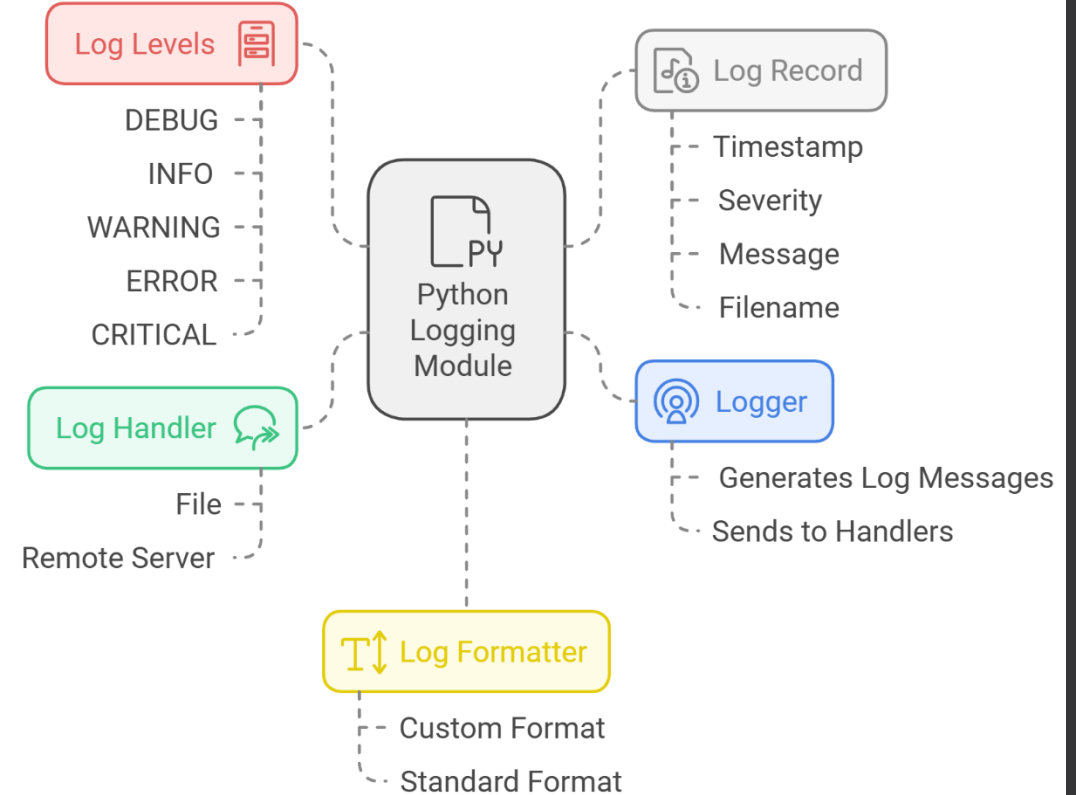 Log Levels
DEBUG
INFO
WARNING
ERROR
CRITICAL
Log Record
Timestamp
Severity
Message
Filename
PY
Python
Logging
Module
Log Handler
File
Remote Server
Logger
Generates Log Messages
Sends to Handlers
Log Formatter
Custom Format
Standard Format